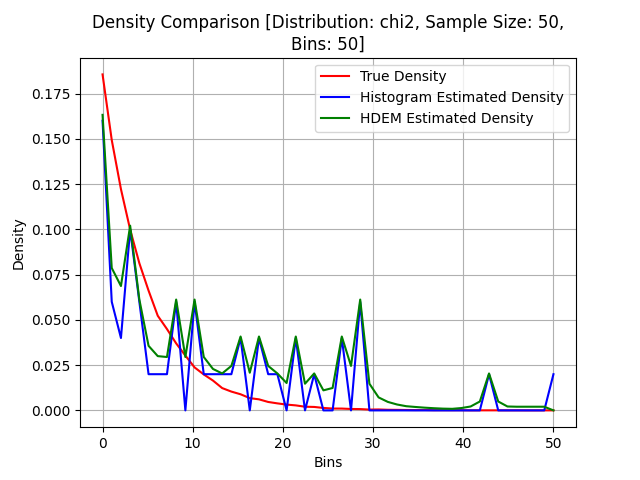 Density Comparison [Distribution: chi2, Sample Size: 50,
Bins: 50]
True Density
Histogram Estimated Density
HDEM Estimated Density
Density
0.175
0.150
0.125
0.100
0.075
0.050
0.025
0.000
0 10 20 30 40 50
Bins